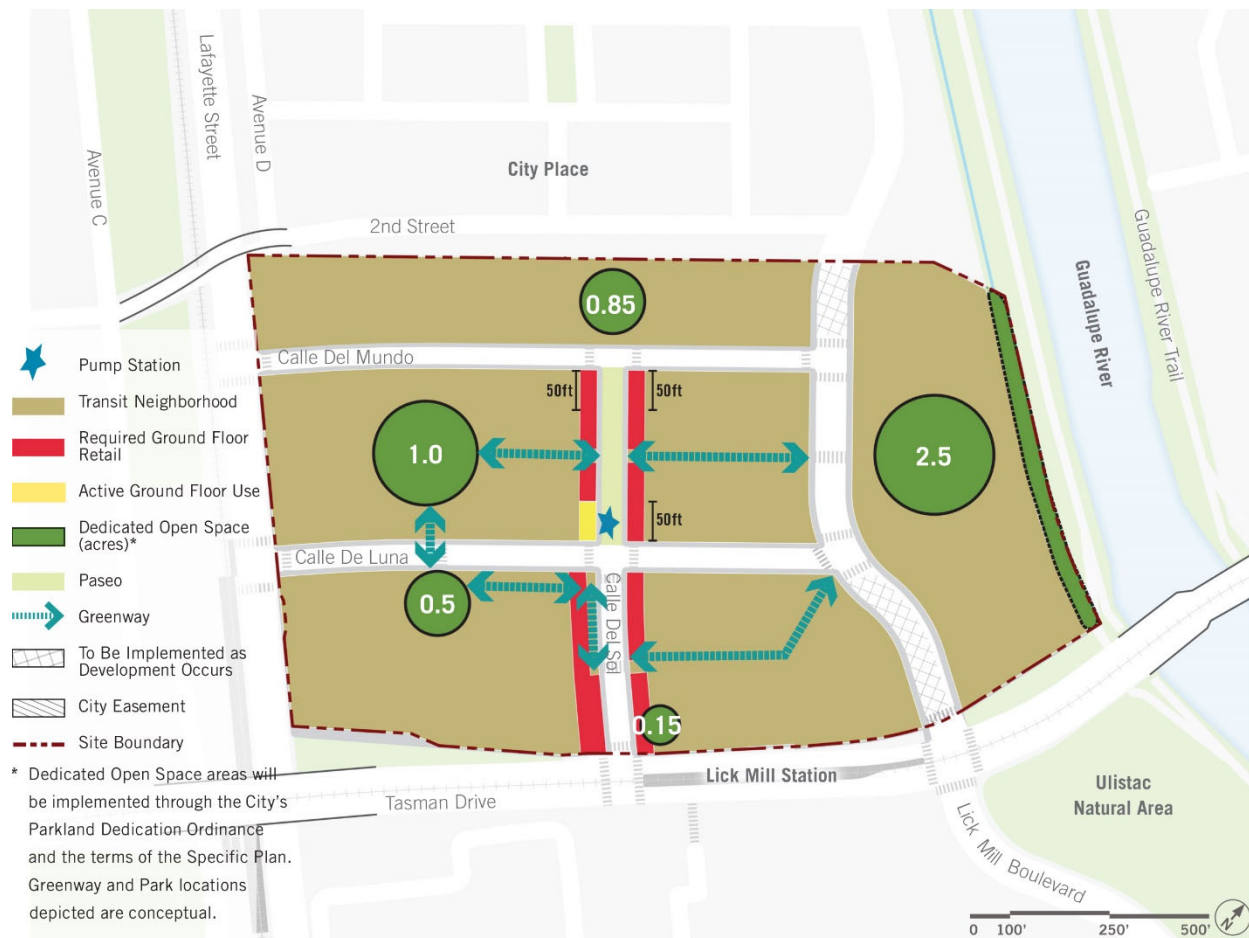 Lafayette Street
Avenue D
Avenue C
City Place
2nd Street
Guadalupe River
Guadalupe River Trail
0.85
Calle Del Mundo
50ft
50ft
1.0
2.5
50ft
Calle De Luna
0.5
Calle Del Sol
0.15
Lick Mill Station
Tasman Drive
Ulistac
Natural Area
Lick Mill Boulevard
Pump Station
Transit Neighborhood
Required Ground Floor
Retail
Active Ground Floor Use
Dedicated Open Space
(acres)*
Paseo
Greenway
To Be Implemented as
Development Occurs
City Easement
Site Boundary
* Dedicated Open Space areas will
be implemented through the City’s
Parkland Dedication Ordinance
and the terms of the Specific Plan.
Greenway and Park locations
depicted are conceptual.
0 100' 250' 500'
N